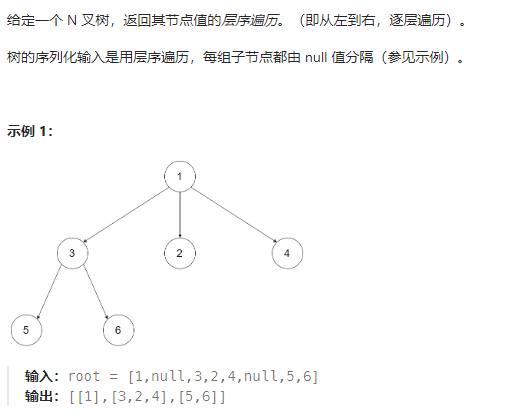 给定一个 N 叉树，返回其节点值的层序遍历。（即从左到右，逐层遍历）。
树的序列化输入是用层序遍历，每组子节点都由 null 值分隔（参见示例）。
示例 1：
1
3 2 4
5 6
输入：root = [1,null,3,2,4,null,5,6]
输出：[[1],[3,2,4],[5,6]]